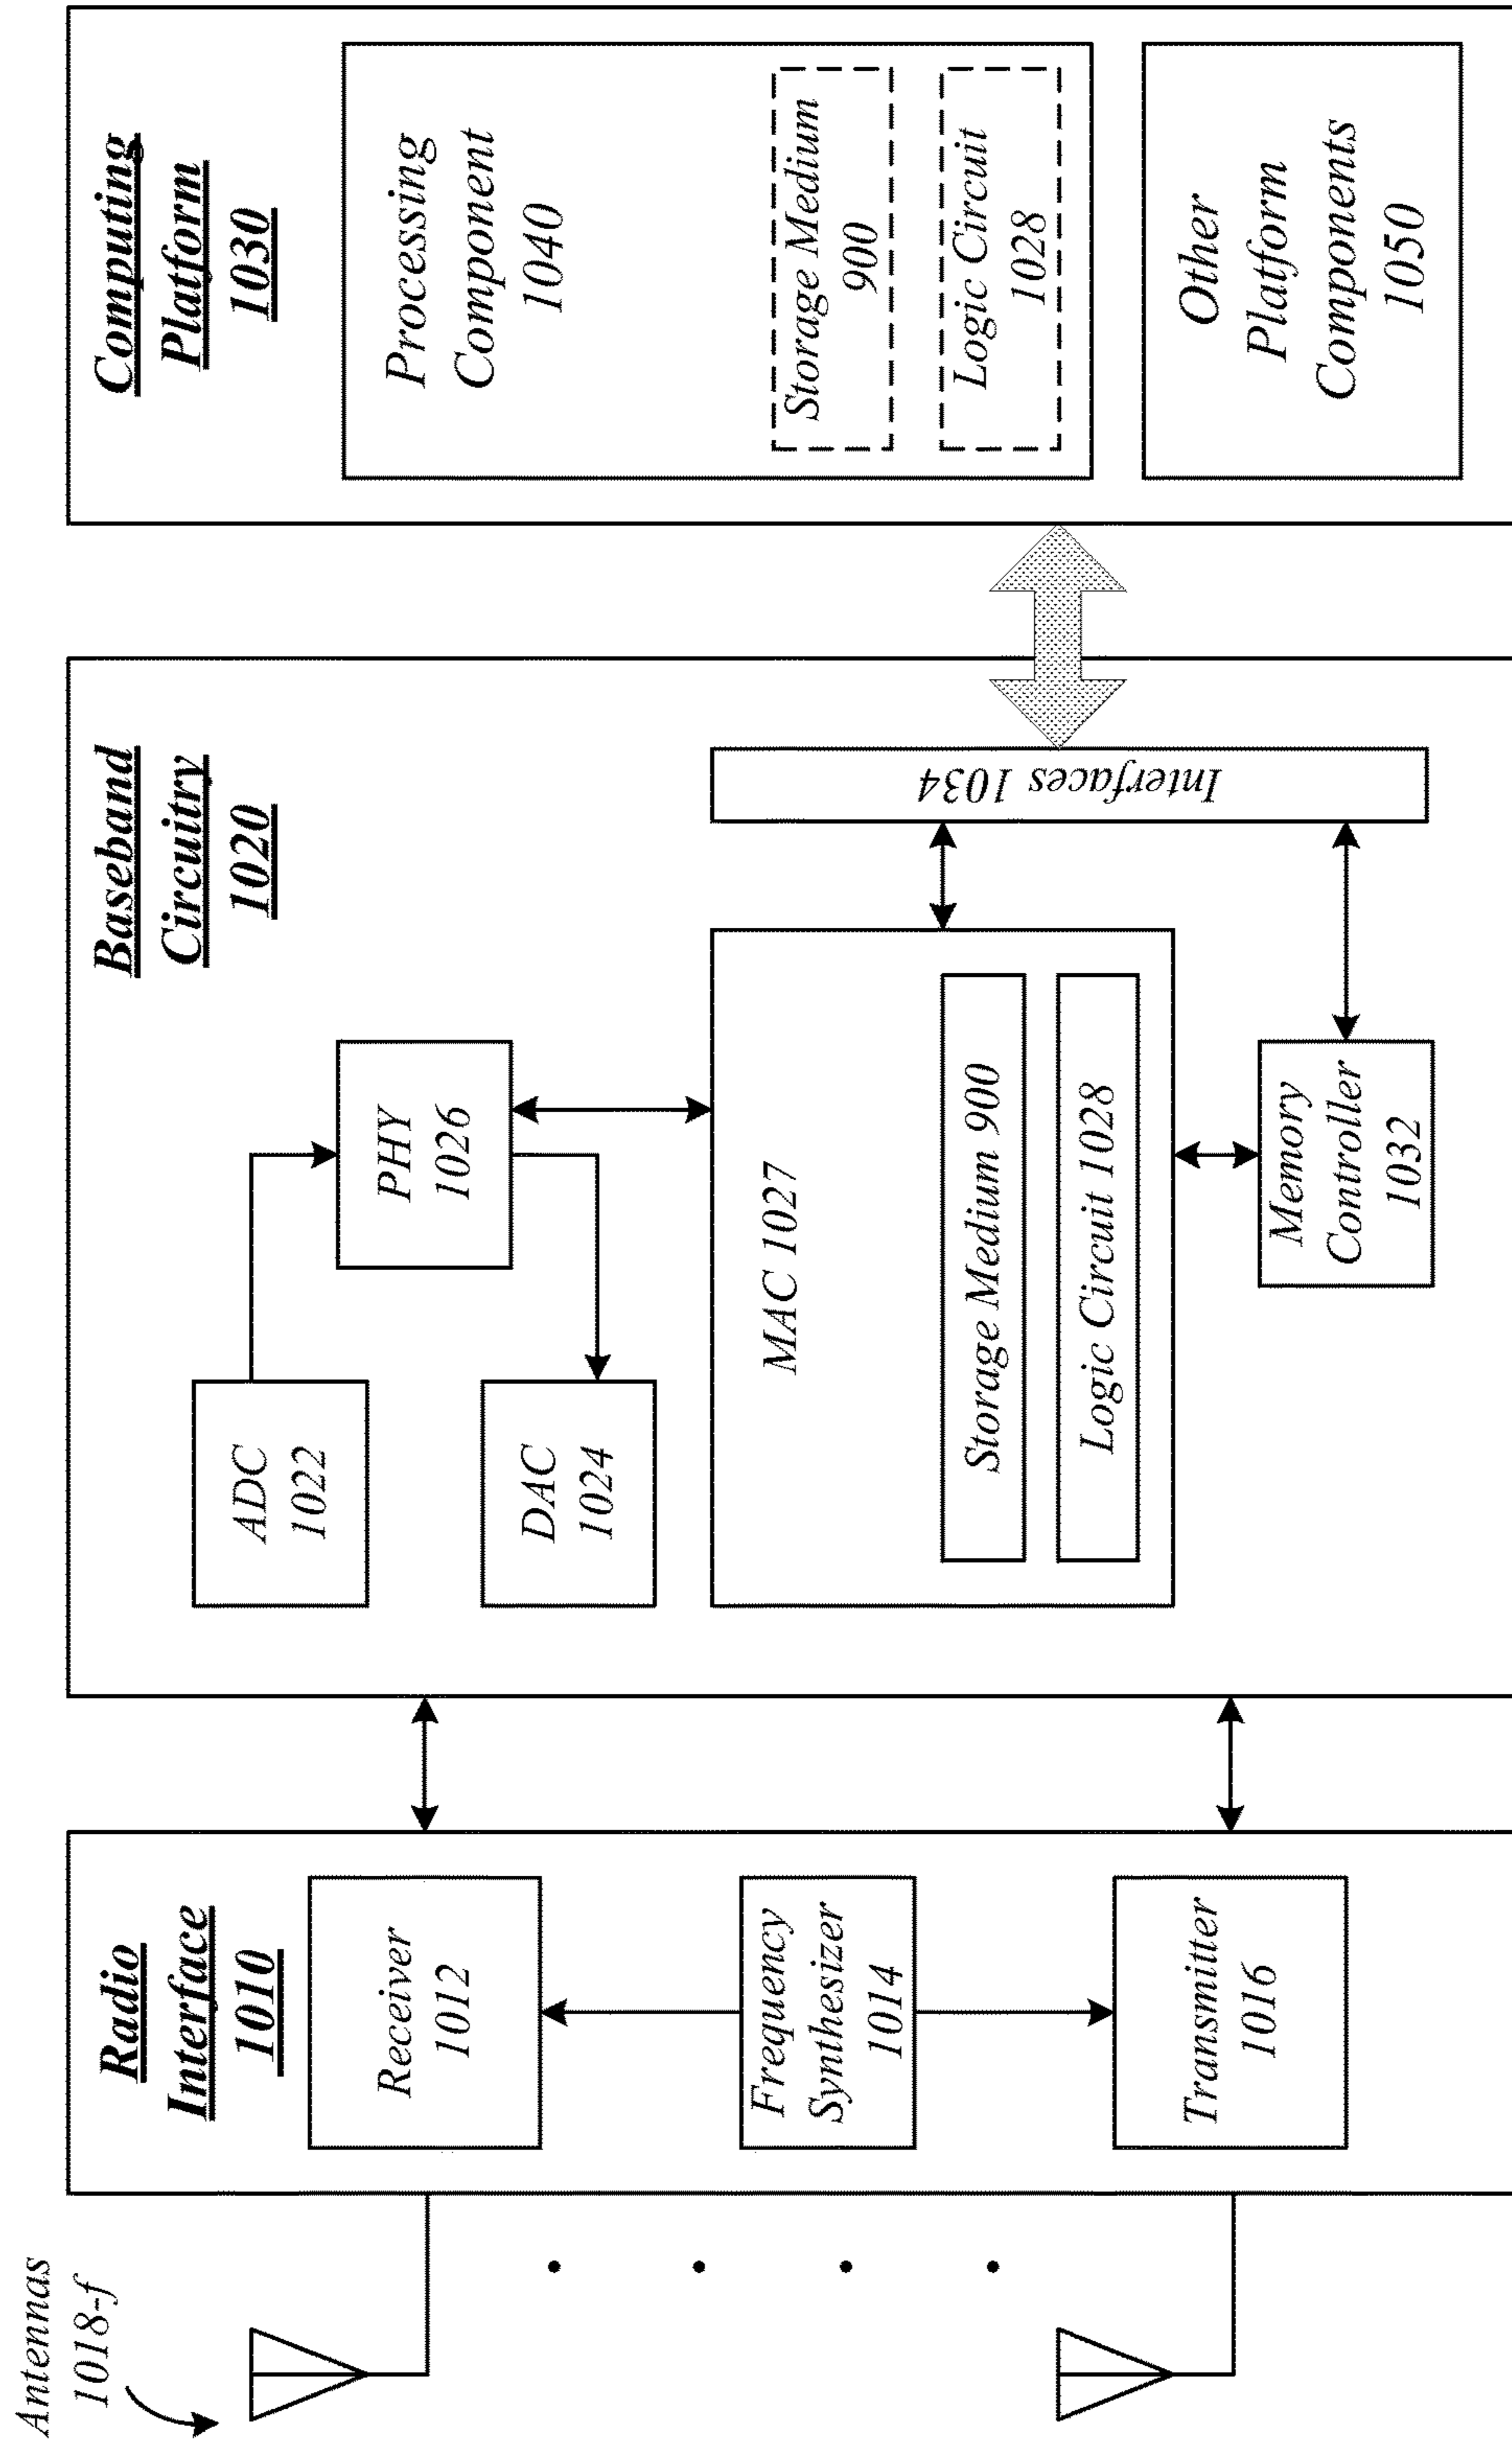 Antennas
1018-f
Radio
Interface
1010
Receiver
1012
Frequency
Synthesizer
1014
Transmitter
1016
Baseband
Circuitry
1020
ADC
1022
PHY
1026
DAC
1024
MAC 1027
Storage Medium 900
Logic Circuit 1028
Memory
Controller
1032
Interfaces 1034
Computing
Platform
1030
Processing
Component
1040
Storage Medium
900
Logic Circuit
1028
Other
Platform
Components
1050